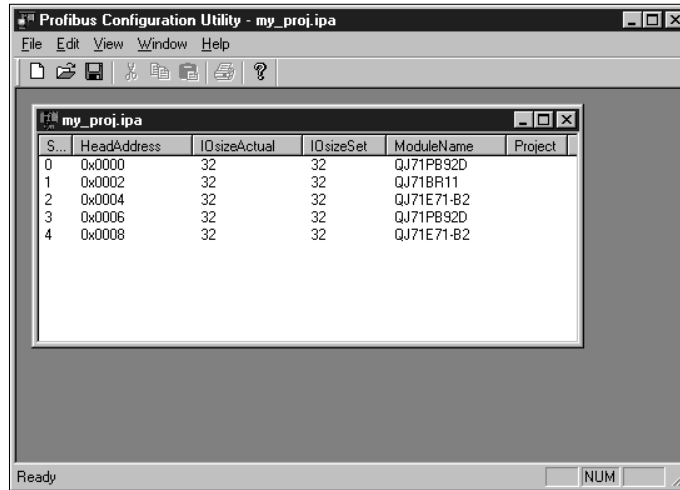 Profibus Configuration Utility - my_proj.ipa
File Edit View Window Help
my_proj.ipa
S... HeadAddress IOsizeActual IOsizeSet ModuleName Project
0 0x0000 32 32 QJ71PB92D
1 0x0002 32 32 QJ71BR11
2 0x0004 32 32 QJ71E71-B2
3 0x0006 32 32 QJ71PB92D
4 0x0008 32 32 QJ71E71-B2
Ready NUM